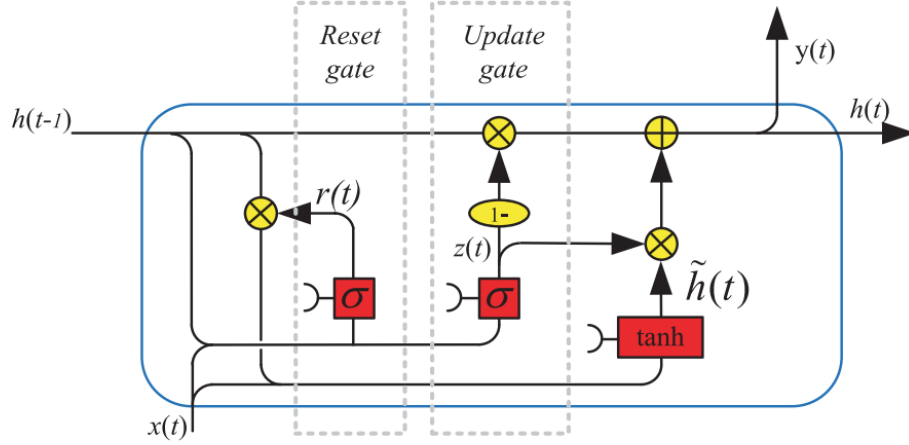 Reset
gate
Update
gate
y(t)
h(t-1)
h(t)
r(t)
1-
z(t)
σ
σ
h̃(t)
tanh
x(t)